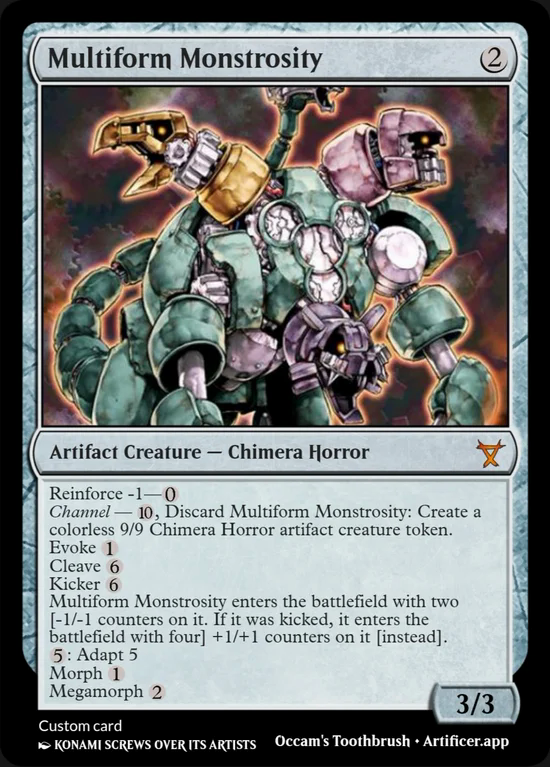 Multiform Monstrosity 2
Artifact Creature — Chimera Horror
Reinforce -1—0
Channel — 10, Discard Multiform Monstrosity: Create a
colorless 9/9 Chimera Horror artifact creature token.
Evoke 1
Cleave 6
Kicker 6
Multiform Monstrosity enters the battlefield with two
[-1/-1 counters on it. If it was kicked, it enters the
battlefield with four] +1/+1 counters on it [instead].
5: Adapt 5
Morph 1
Megamorph 2
3/3
Custom card
KONAMI SCREWS OVER ITS ARTISTS
Occam's Toothbrush • Artificer.app